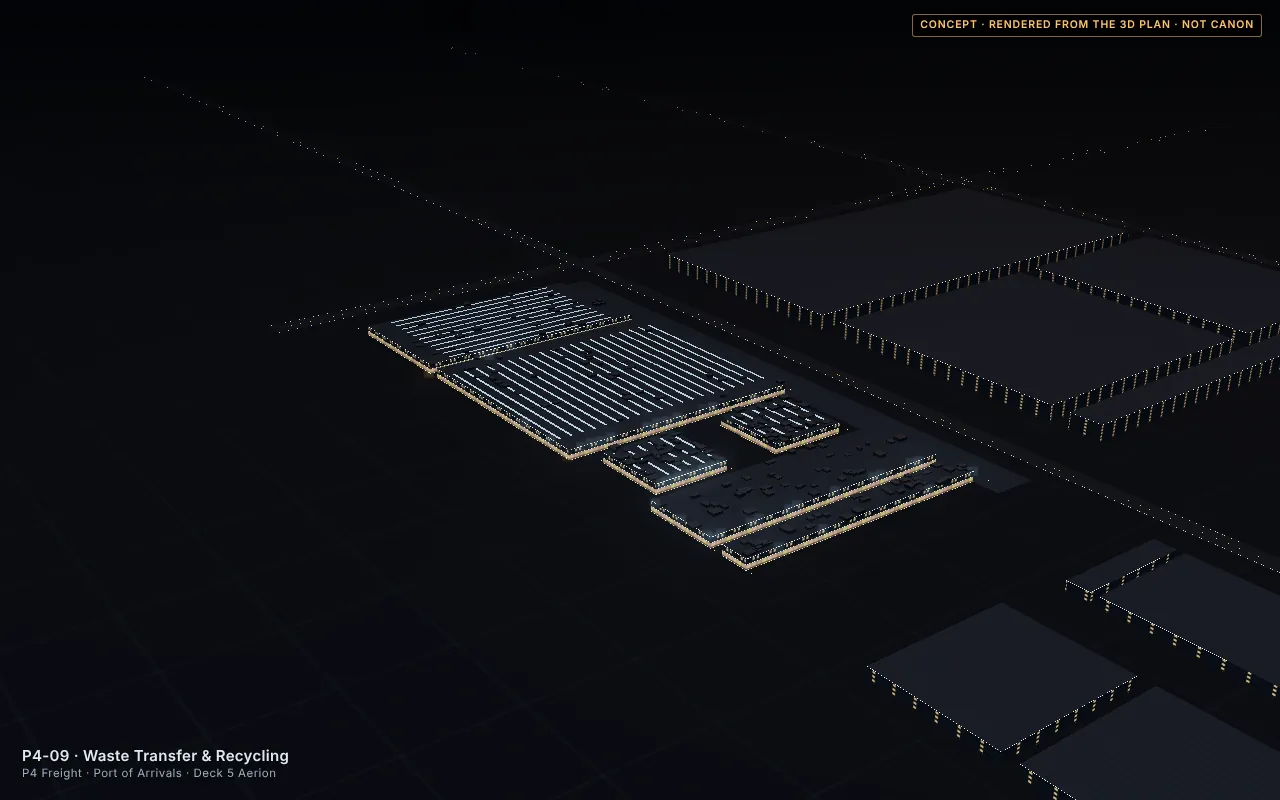 CONCEPT · RENDERED FROM THE 3D PLAN · NOT CANON
P4-09 · Waste Transfer & Recycling
P4 Freight · Port of Arrivals · Deck 5 Aerion